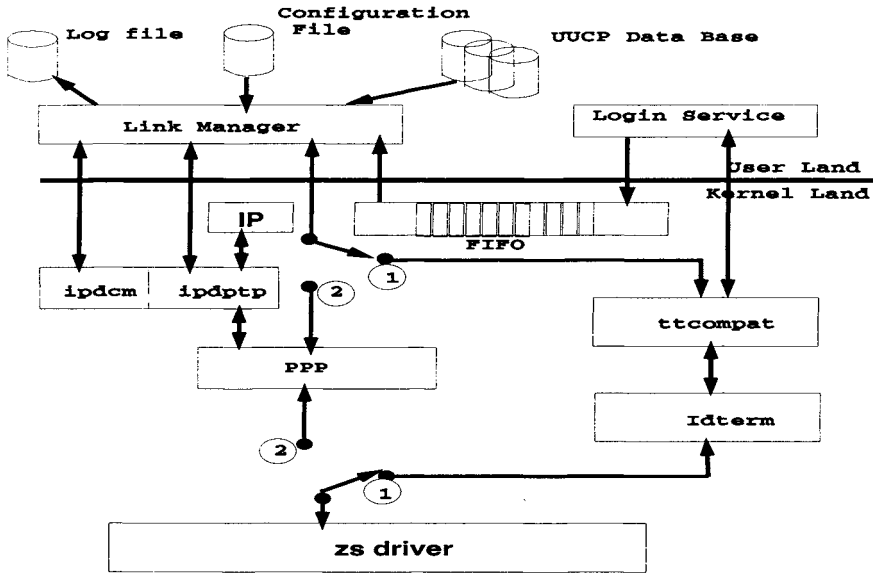 Configuration
File
Log file
UUCP Data Base
Link Manager
Login Service
User Land
Kernel Land
IP
FIFO
1
ipdcm
ipdptp
2
ttcompat
PPP
Idterm
2
1
zs driver